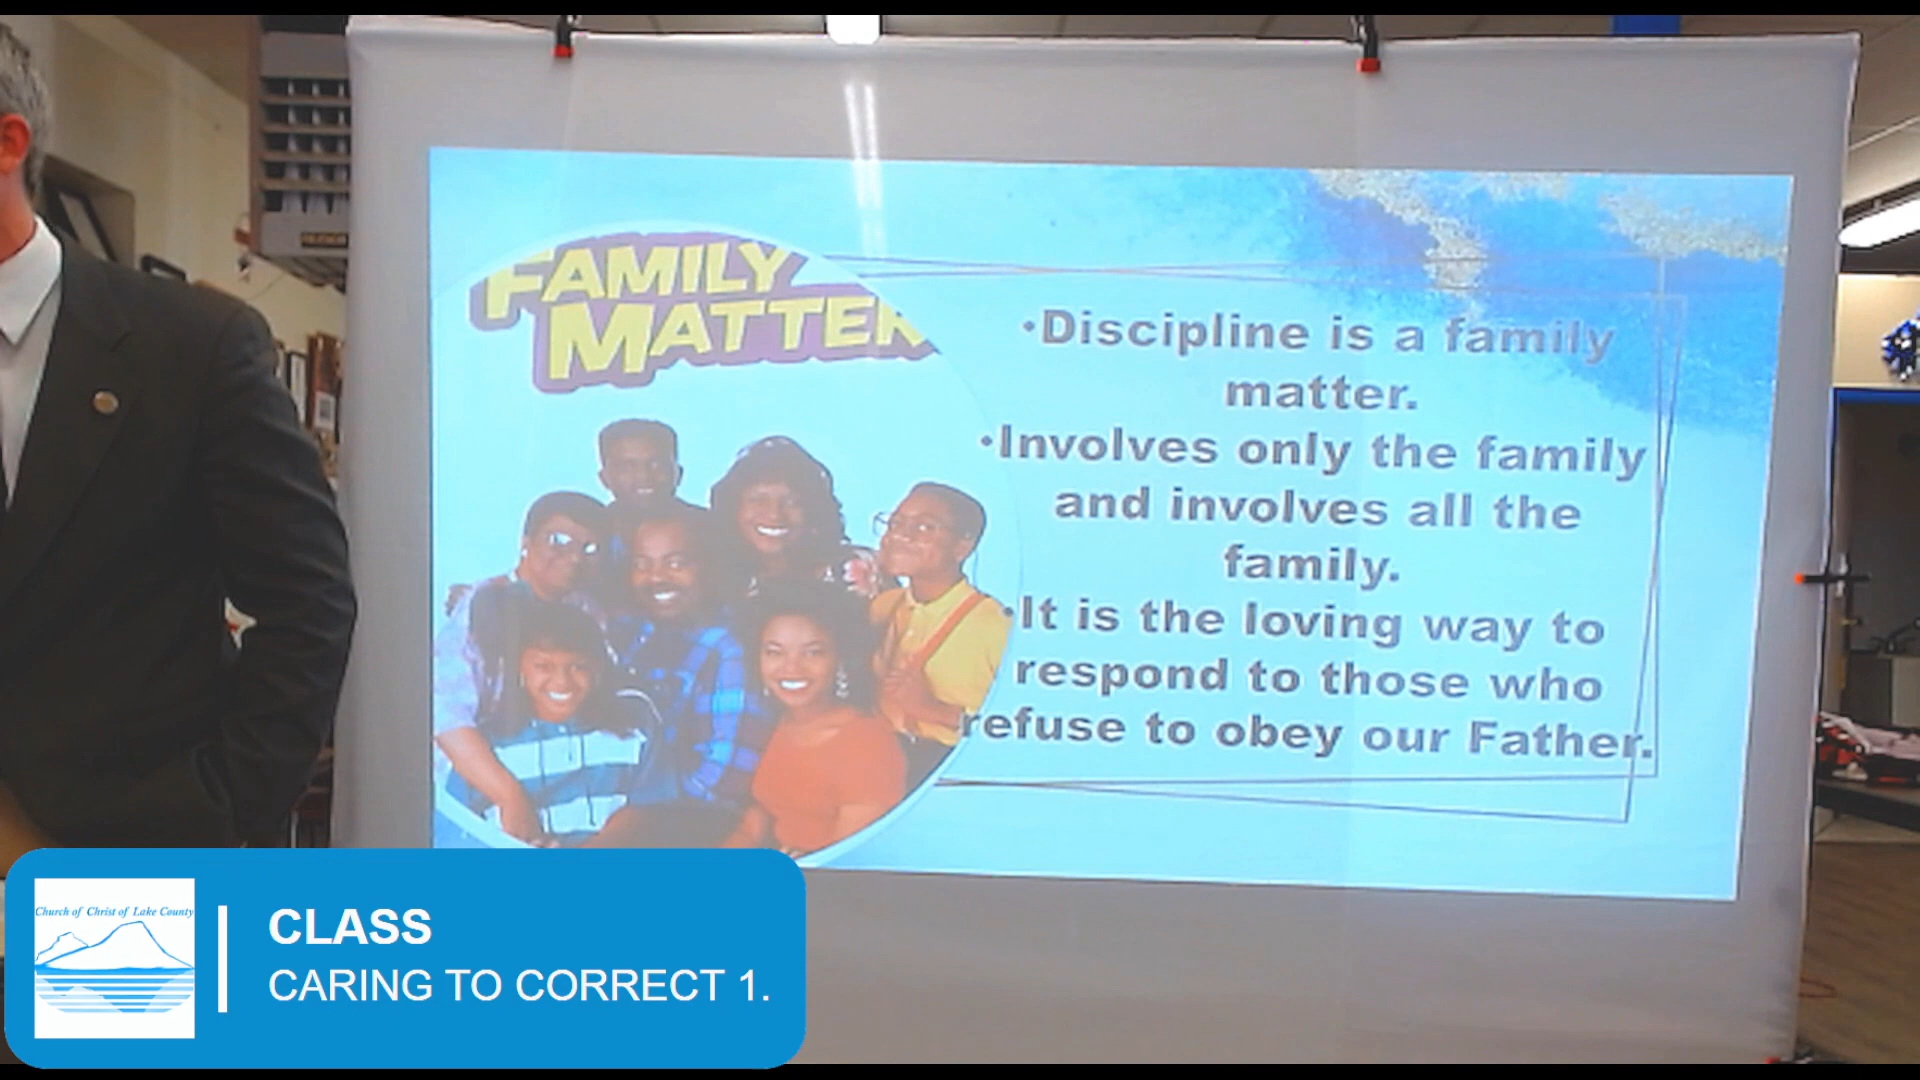 FAMILY
MATTER
•Discipline is a family
matter.
•Involves only the family
and involves all the
family.
•It is the loving way to
respond to those who
refuse to obey our Father.
Church of Christ of Lake County
CLASS
CARING TO CORRECT 1.